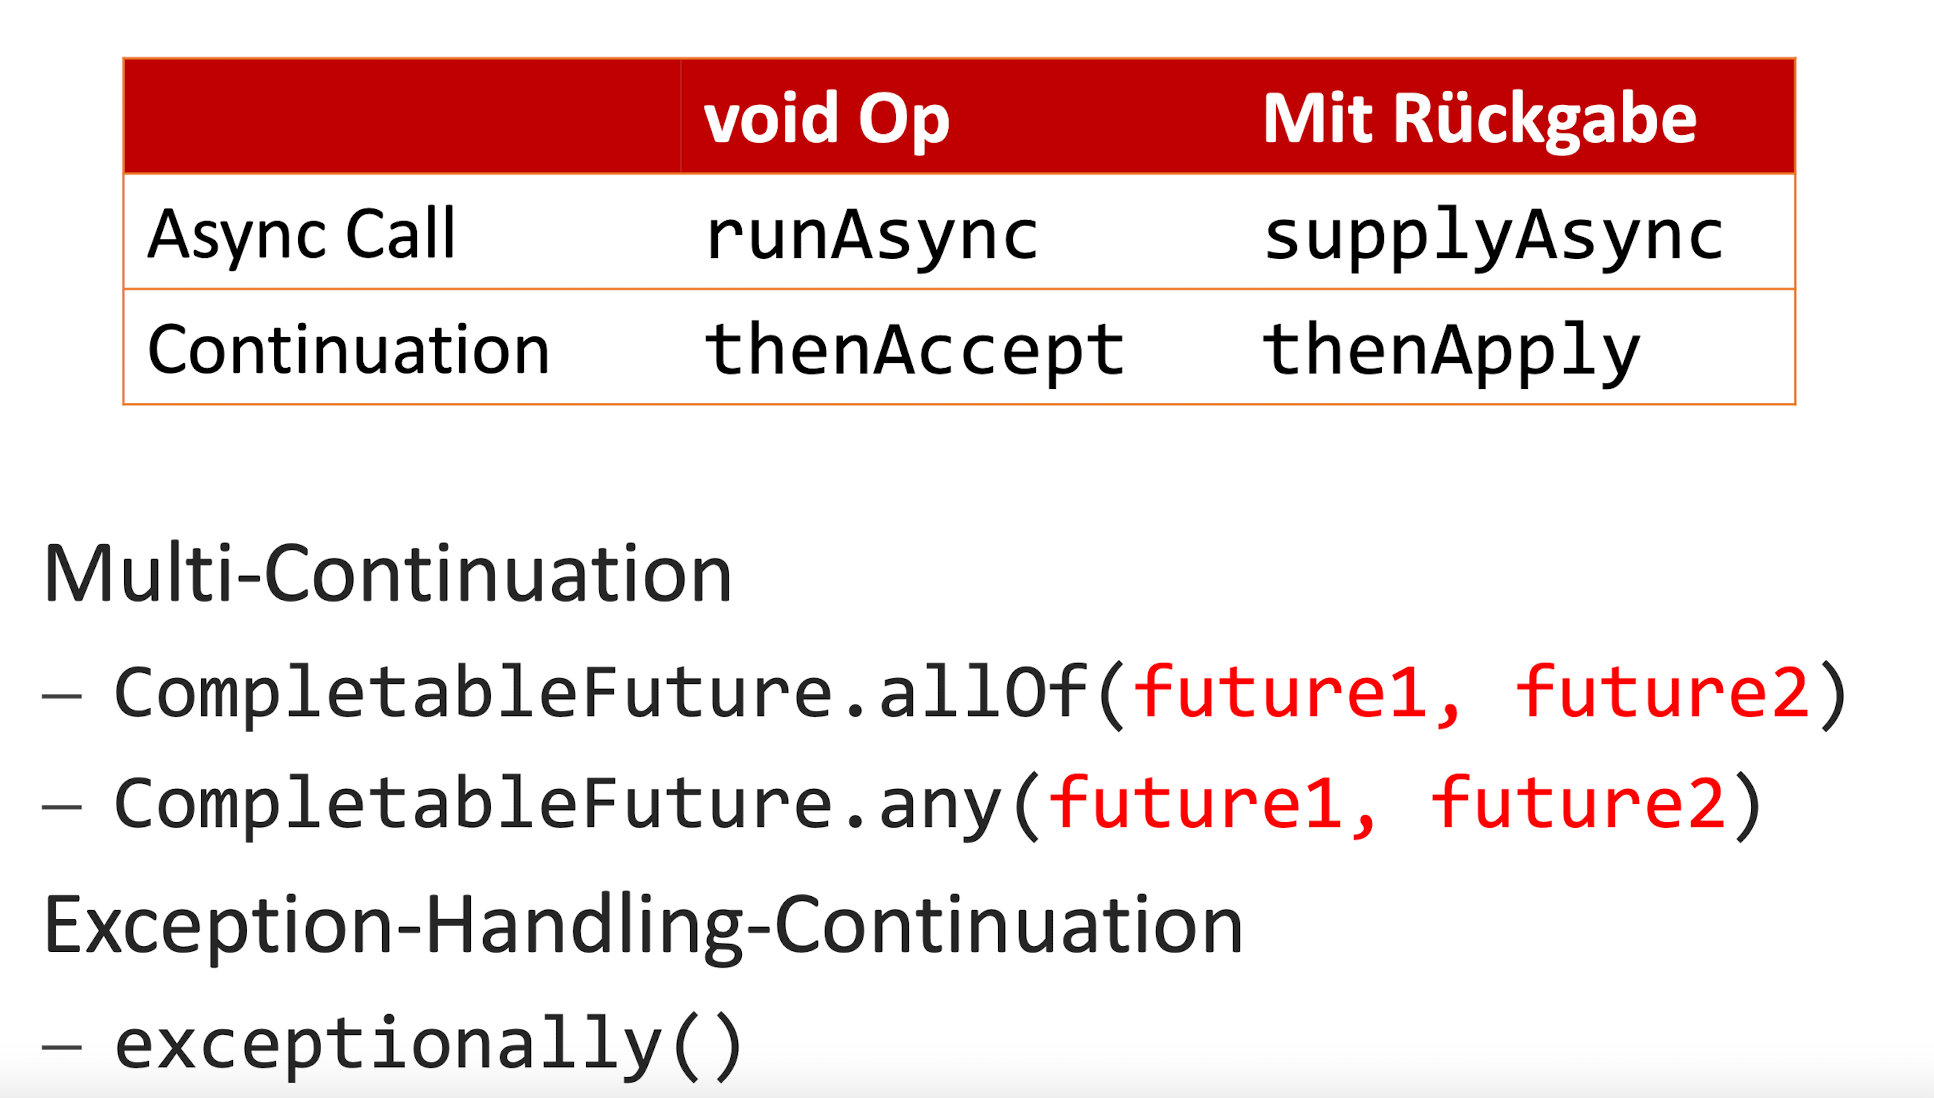 void Op Mit Rückgabe
Async Call runAsync supplyAsync
Continuation thenAccept thenApply
Multi-Continuation
– CompletableFuture.allOf(future1, future2)
– CompletableFuture.any(future1, future2)
Exception-Handling-Continuation
– exceptionally()